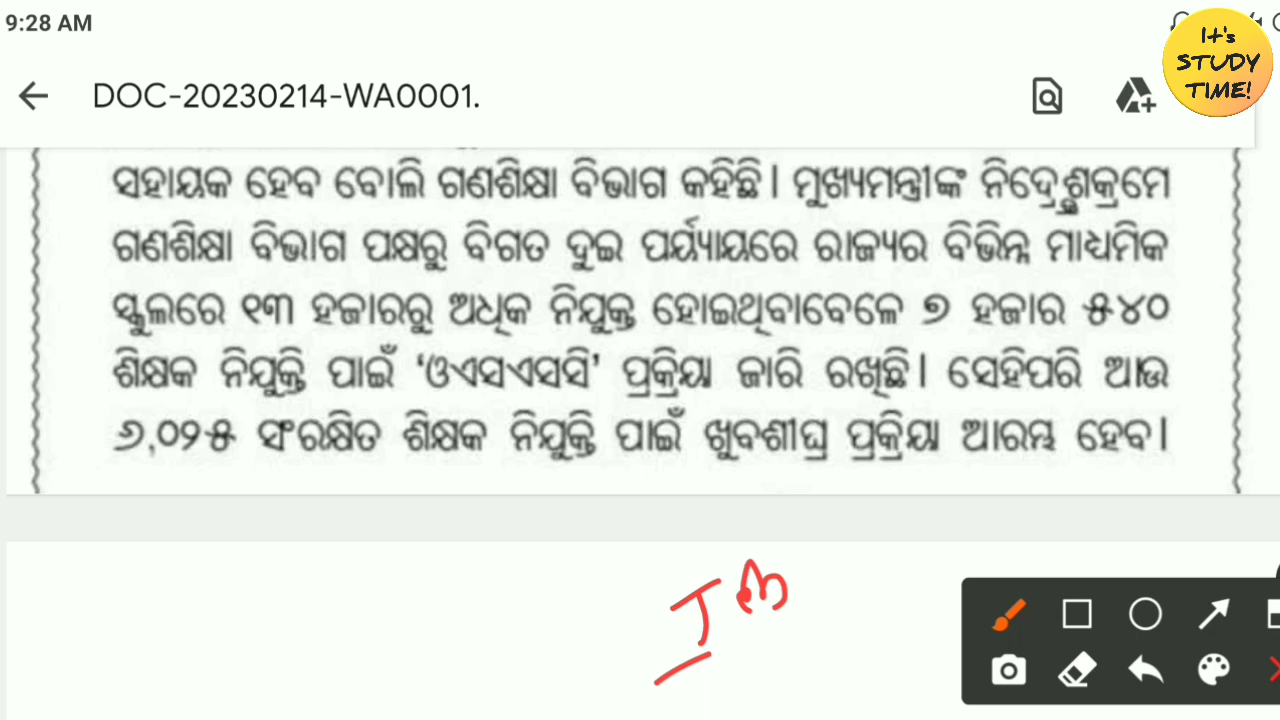 9:28 AM
It's
STUDY
TIME!
DOC-20230214-WA0001.
ସହାୟକ ହେବ ବୋଲି ଗଣଶିକ୍ଷା ବିଭାଗ କହିଛି। ମୁଖ୍ୟମନ୍ତ୍ରୀଙ୍କ ନିଦ୍ରେଶକ୍ରମେ
ଗଣଶିକ୍ଷା ବିଭାଗ ପକ୍ଷରୁ ବିଗତ ଦୁଇ ପର୍ଯ୍ୟାୟରେ ରାଜ୍ୟର ବିଭିନ୍ନ ମାଧ୍ୟମିକ
ସ୍କୁଲରେ ୧୩ ହଜାରରୁ ଅଧିକ ନିଯୁକ୍ତ ହୋଇଥିବାବେଳେ ୭ ହଜାର ୫୪୦
ଶିକ୍ଷକ ନିଯୁକ୍ତି ପାଇଁ ‘ଓଏସଏସସି’ ପ୍ରକ୍ରିୟା ଜାରି ରଖିଛି। ସେହିପରି ଆଉ
୬,୦୨୫ ସଂରକ୍ଷିତ ଶିକ୍ଷକ ନିଯୁକ୍ତି ପାଇଁ ଖୁବଶୀଘ୍ର ପ୍ରକ୍ରିୟା ଆରମ୍ଭ ହେବ।